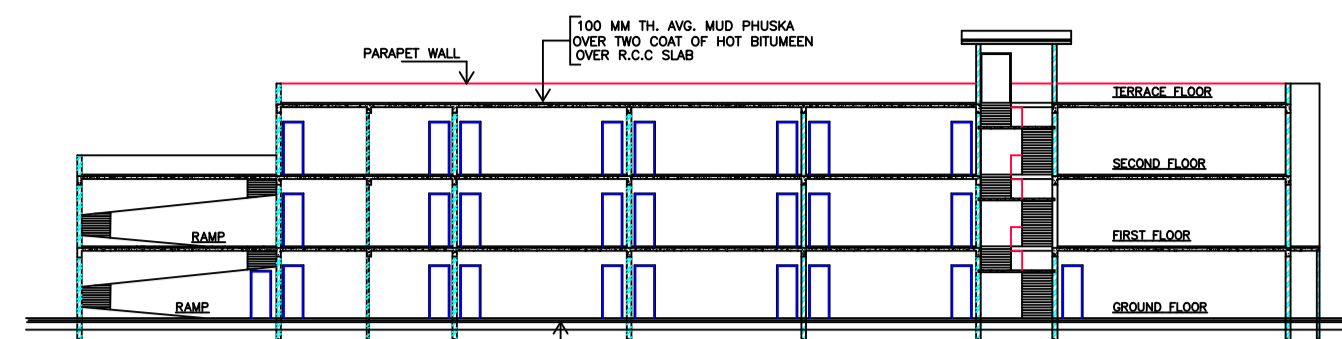 100 MM TH. AVG. MUD PHUSKA
OVER TWO COAT OF HOT BITUMEEN
OVER R.C.C SLAB
PARAPET WALL
TERRACE FLOOR
SECOND FLOOR
RAMP
FIRST FLOOR
RAMP
GROUND FLOOR